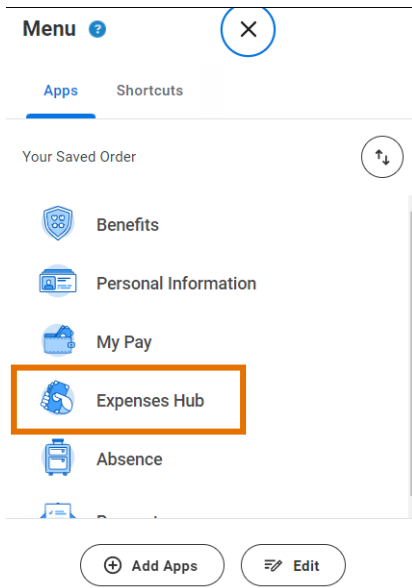 Menu ?
Apps Shortcuts
Your Saved Order
Benefits
Personal Information
My Pay
Expenses Hub
Absence
Add Apps Edit